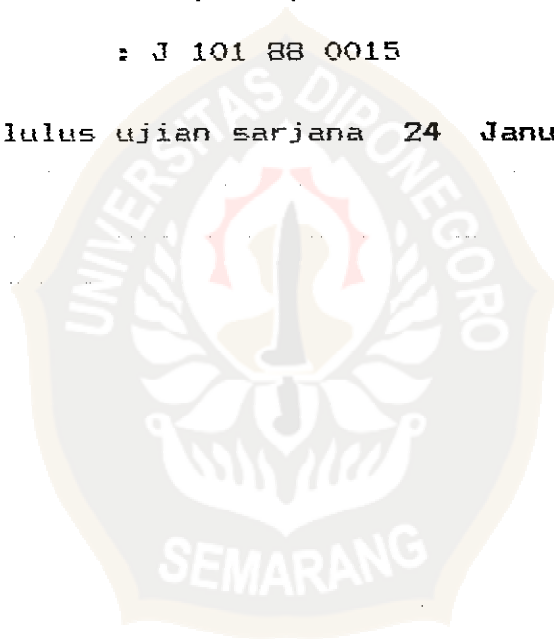 : J 101 88 0015
lulus ujian sarjana 24 Janu
UNIVERSITAS DIPONEGORO
SEMARANG